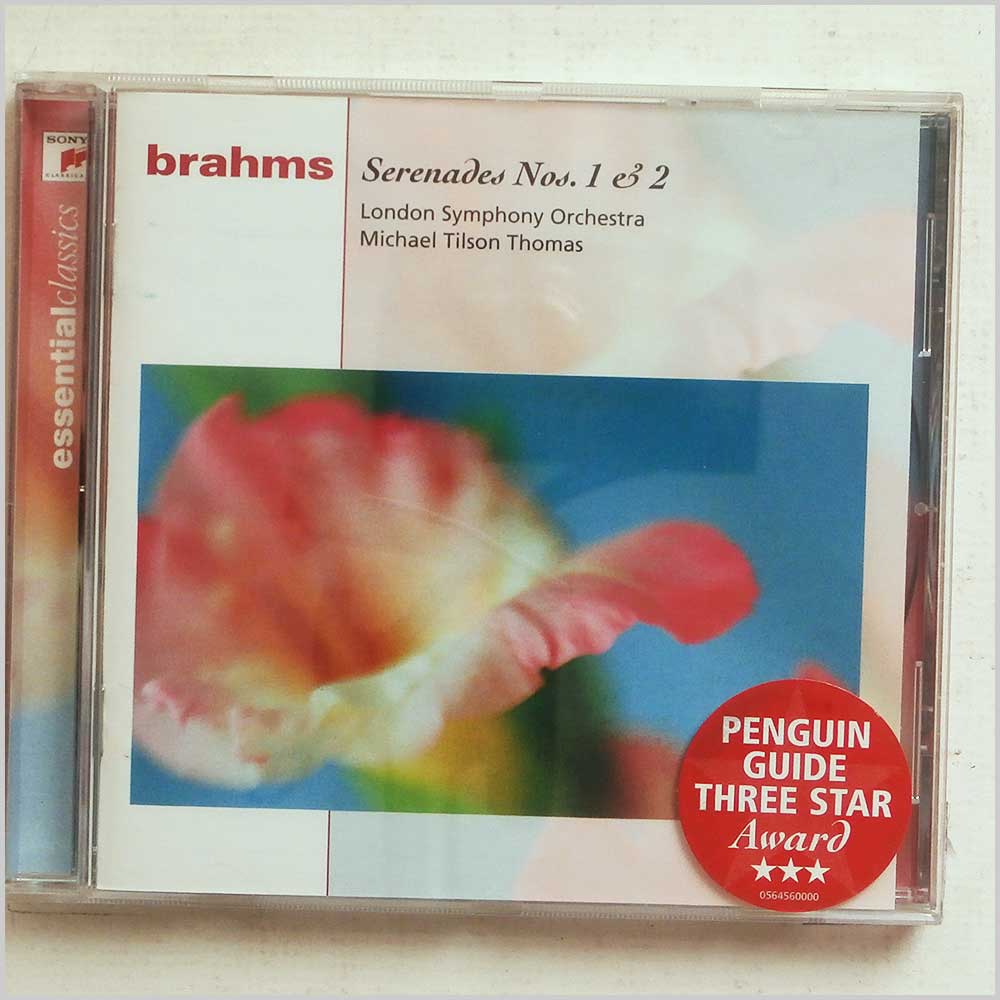 SONY
CLASSICAL
essentialclassics
brahms
Serenades Nos. 1 & 2
London Symphony Orchestra
Michael Tilson Thomas
PENGUIN
GUIDE
THREE STAR
Award
★★★
0564560000